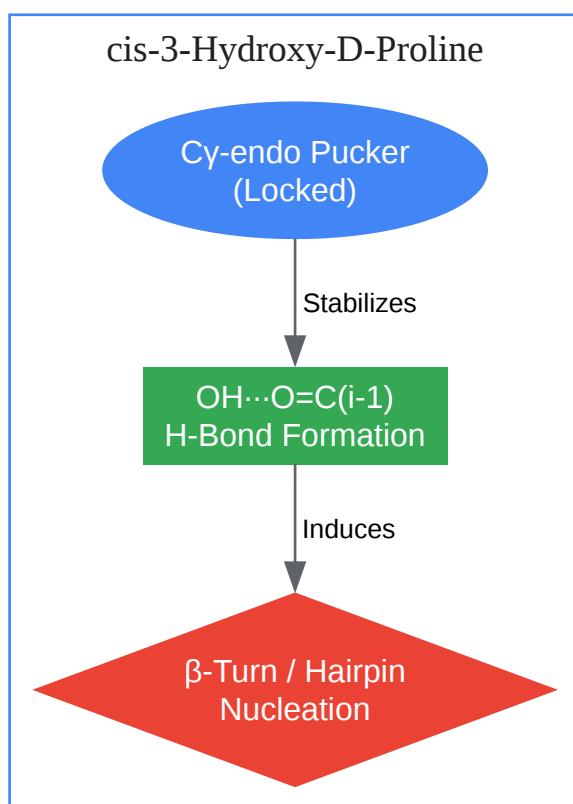 cis-3-Hydroxy-D-Proline
Cγ-endo Pucker
(Locked)
Stabilizes
OH···O=C(i-1)
H-Bond Formation
Induces
β-Turn / Hairpin
Nucleation